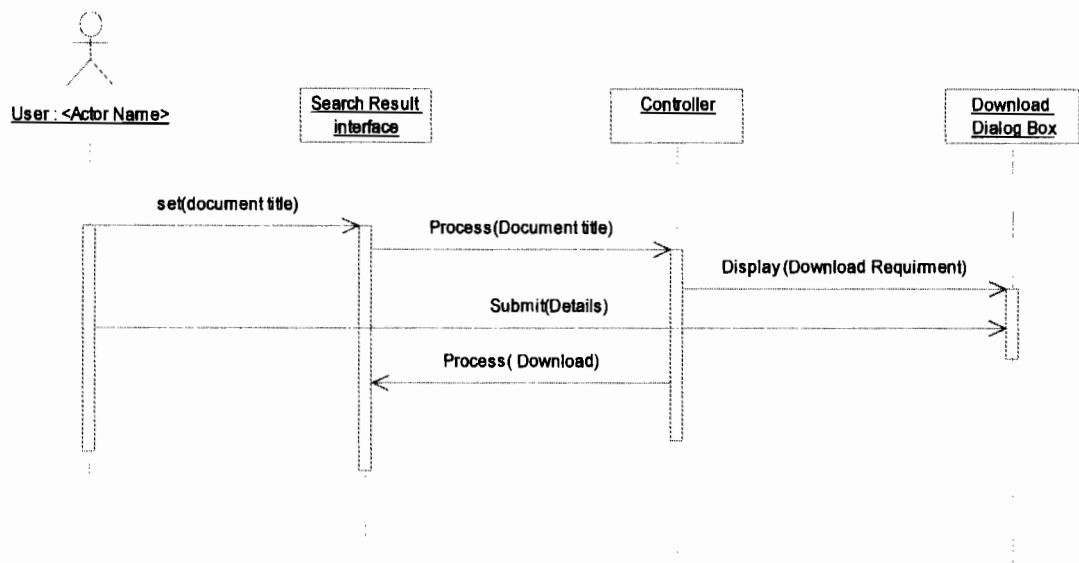 User : <Actor Name>
Search Result
interface
Controller
Download
Dialog Box
set(document title)
Process(Document title)
Display(Download Requirment)
Submit(Details)
Process( Download)